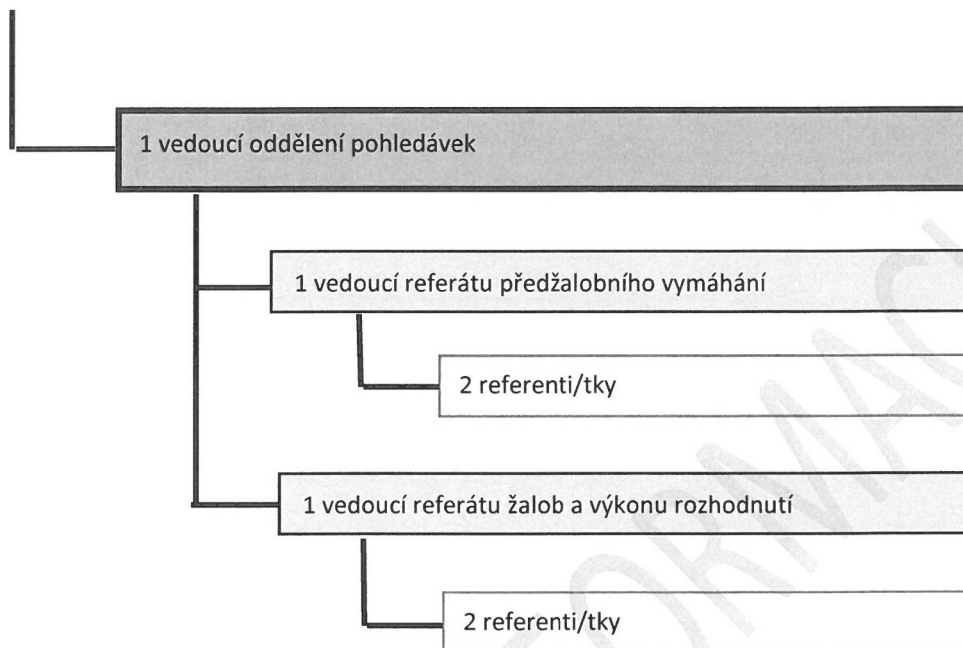 1 vedoucí oddělení pohledávek
1 vedoucí referátu předžalobního vymáhání
2 referenti/tky
1 vedoucí referátu žalob a výkonu rozhodnutí
2 referenti/tky